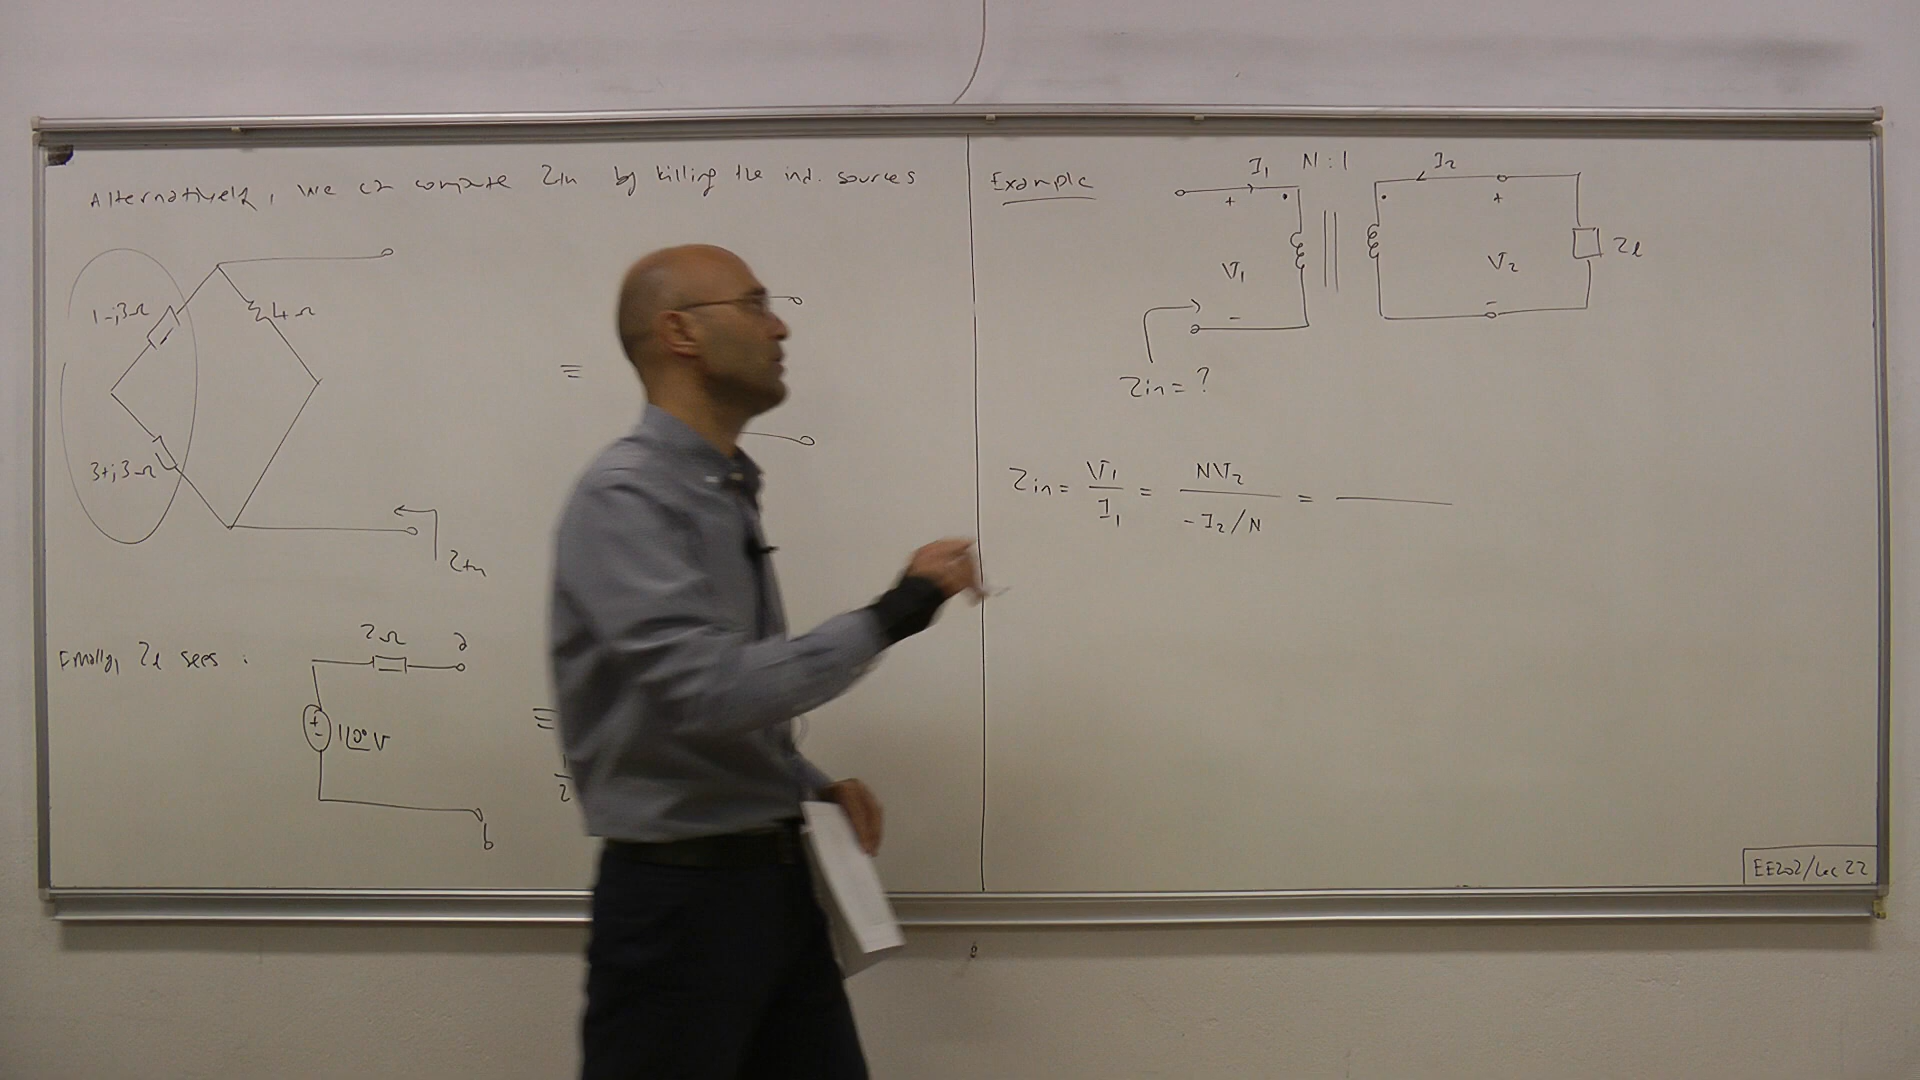 Alternatively, we can compute Zth by killing the ind. sources
1-j3Ω
4Ω
≡
3+j3Ω
Zth
Finally, Zl sees :
2Ω
a
+
-
1∠0° V
b
≡
1
2
Example
I1 N : 1 I2
+ +
V1 V2 Zl
- -
Zin = ?
Zin = V1/I1 = NV2/-I2/N =
EE202/Lec 22